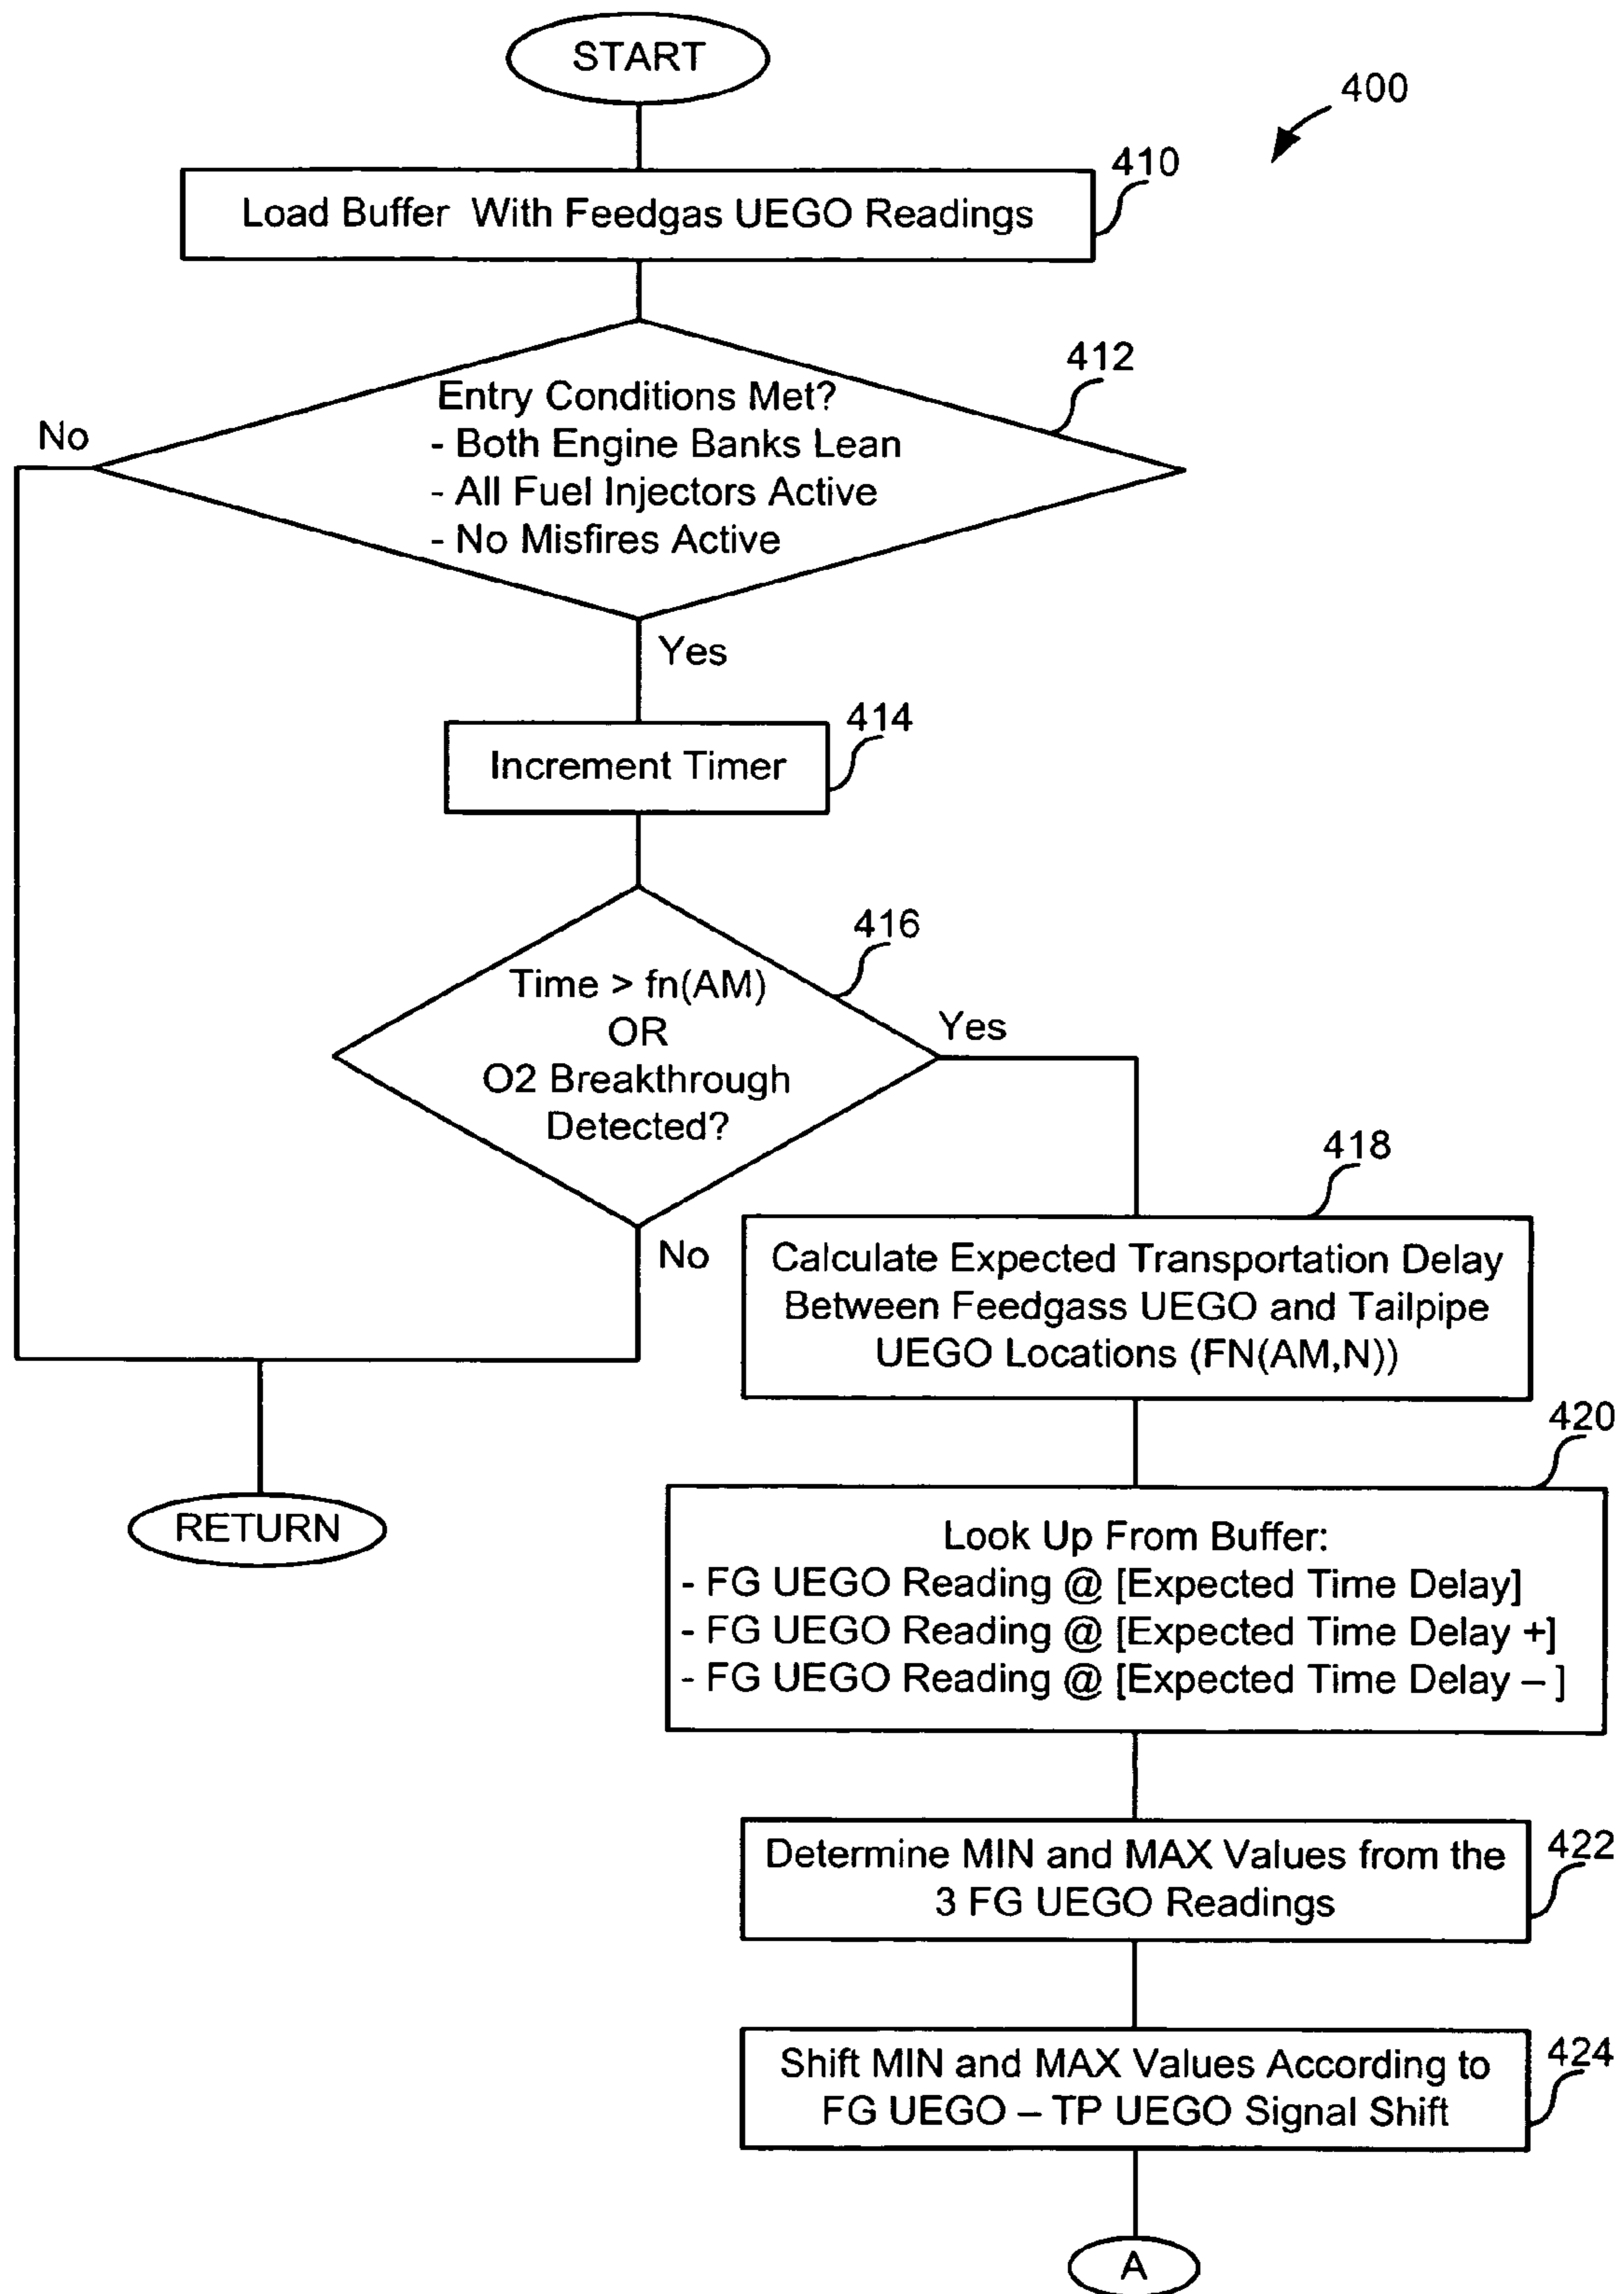 START
400
410
Load Buffer With Feedgas UEGO Readings
412
Entry Conditions Met?
- Both Engine Banks Lean
- All Fuel Injectors Active
- No Misfires Active
No
Yes
414
Increment Timer
416
Time > fn(AM)
OR
O2 Breakthrough
Detected?
Yes
No
418
Calculate Expected Transportation Delay
Between Feedgass UEGO and Tailpipe
UEGO Locations (FN(AM,N))
RETURN
420
Look Up From Buffer:
- FG UEGO Reading @ [Expected Time Delay]
- FG UEGO Reading @ [Expected Time Delay +]
- FG UEGO Reading @ [Expected Time Delay – ]
422
Determine MIN and MAX Values from the
3 FG UEGO Readings
424
Shift MIN and MAX Values According to
FG UEGO – TP UEGO Signal Shift
A